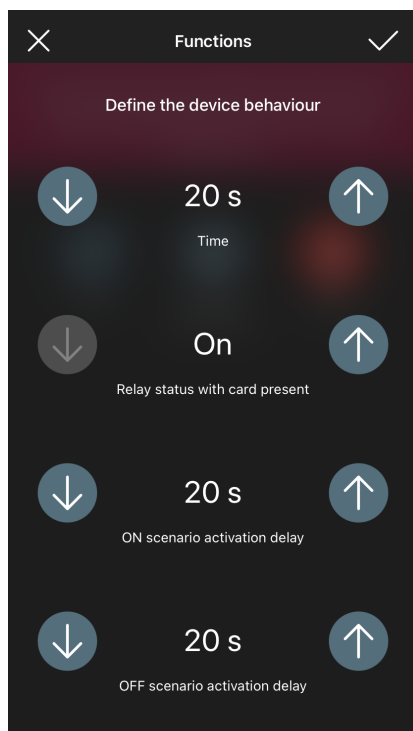 Functions
Define the device behaviour
20 s
Time
On
Relay status with card present
20 s
ON scenario activation delay
20 s
OFF scenario activation delay